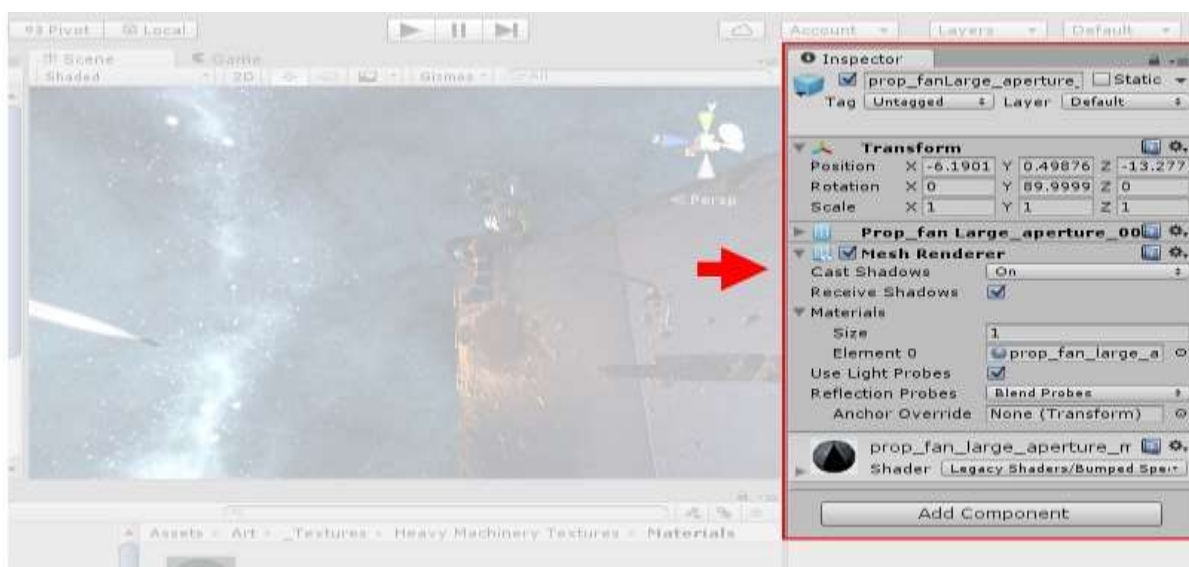 Pivot Local Account Layers Default
Scene Game
Shaded 2D Gizmos All
Persp
Inspector
prop_fanLarge_aperture_ Static
Tag Untagged Layer Default
Transform
Position X -6.1901 Y 0.49876 Z -13.277
Rotation X 0 Y 89.9999 Z 0
Scale X 1 Y 1 Z 1
Prop_fan Large_aperture_00
Mesh Renderer
Cast Shadows On
Receive Shadows
Materials
Size 1
Element 0 prop_fan_large_a
Use Light Probes
Reflection Probes Blend Probes
Anchor Override None (Transform)
prop_fan_large_aperture_m
Shader Legacy Shaders/Bumped Spec
Add Component
Assets Art _Textures Heavy Machinery Textures Materials